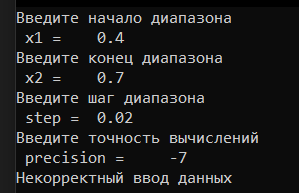 Введите начало диапазона
x1 =    0.4
Введите конец диапазона
x2 =    0.7
Введите шаг диапазона
step =  0.02
Введите точность вычислений
precision =     -7
Некорректный ввод данных